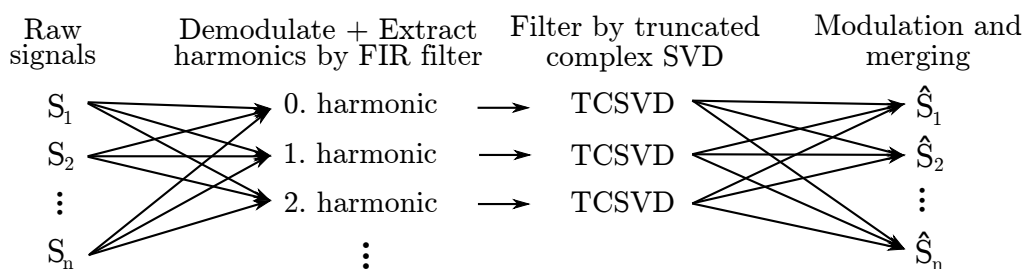 Raw
signals
Demodulate + Extract
harmonics by FIR filter
Filter by truncated
complex SVD
Modulation and
merging
S₁
0. harmonic
TCSVD
Ŝ₁
S₂
1. harmonic
TCSVD
Ŝ₂
⋮
2. harmonic
TCSVD
⋮
Sₙ
⋮
Ŝₙ